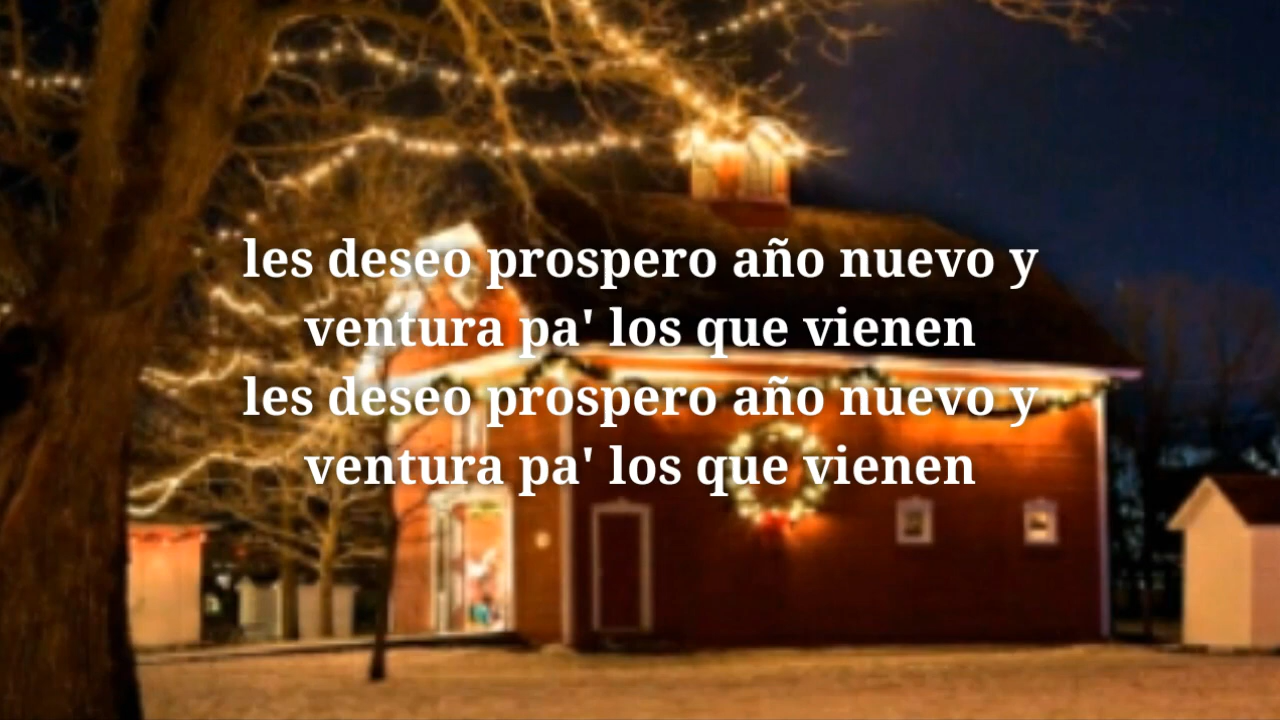 les deseo prospero año nuevo y
ventura pa' los que vienen
les deseo prospero año nuevo y
ventura pa' los que vienen